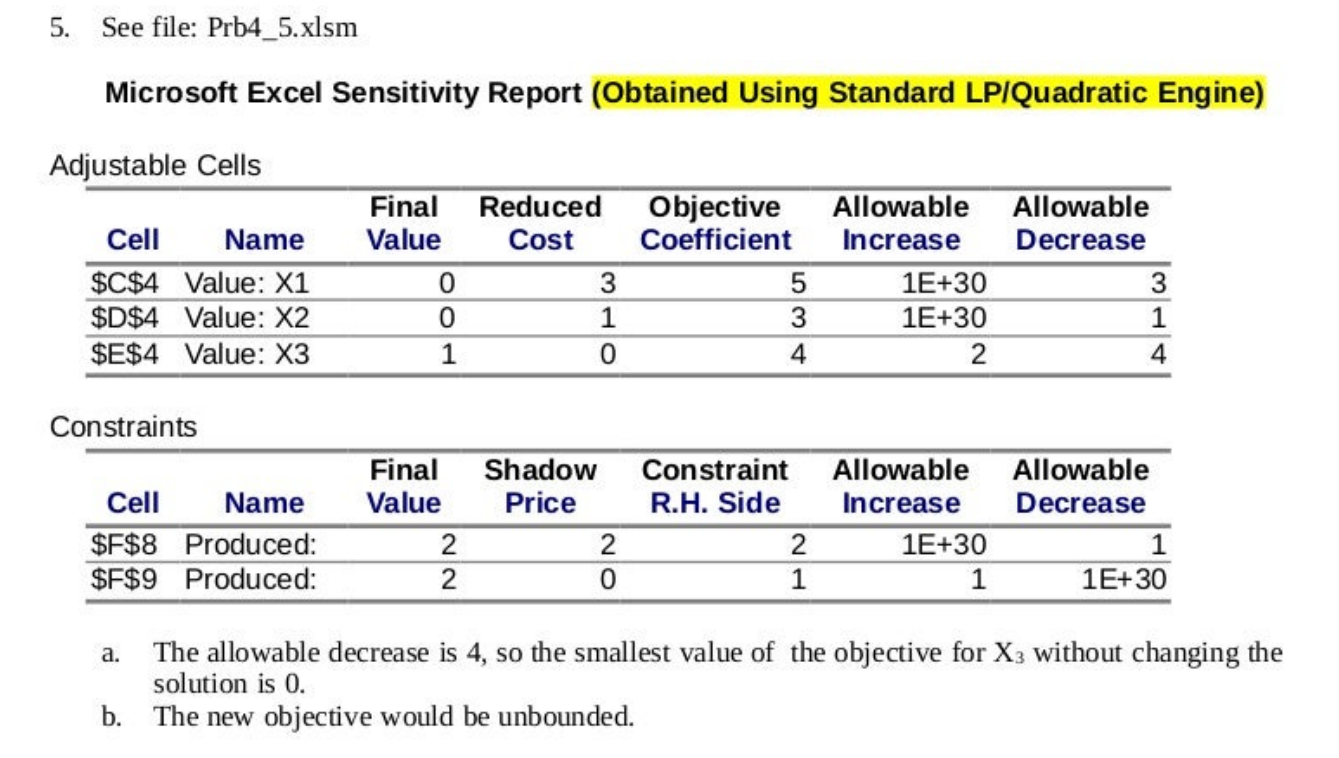 5. See file: Prb4_5.xlsm
Microsoft Excel Sensitivity Report (Obtained Using Standard LP/Quadratic Engine)
Adjustable Cells
Final Reduced Objective Allowable Allowable
Cell Name Value Cost Coefficient Increase Decrease
$C$4 Value: X1 0 3 5 1E+30 3
$D$4 Value: X2 0 1 3 1E+30 1
$E$4 Value: X3 1 0 4 2 4
Constraints
Final Shadow Constraint Allowable Allowable
Cell Name Value Price R.H. Side Increase Decrease
$F$8 Produced: 2 2 2 1E+30 1
$F$9 Produced: 2 0 1 1 1E+30
a. The allowable decrease is 4, so the smallest value of the objective for X₃ without changing the
solution is 0.
b. The new objective would be unbounded.